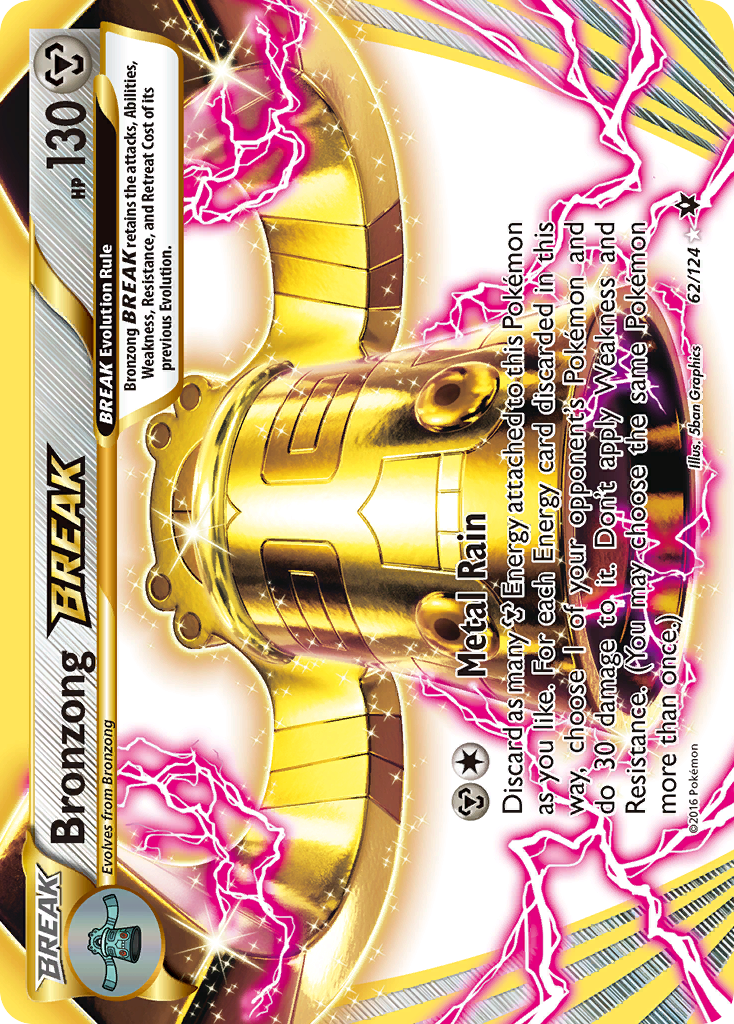 BREAK
Bronzong BREAK
HP 130
Evolves from Bronzong
BREAK Evolution Rule
Bronzong BREAK retains the attacks, Abilities,
Weakness, Resistance, and Retreat Cost of its
previous Evolution.
Metal Rain
Discard as many Energy attached to this Pokémon
as you like. For each Energy card discarded in this
way, choose 1 of your opponent's Pokémon and
do 30 damage to it. Don't apply Weakness and
Resistance. (You may choose the same Pokémon
more than once.)
Illus. 5ban Graphics
©2016 Pokémon
62/124